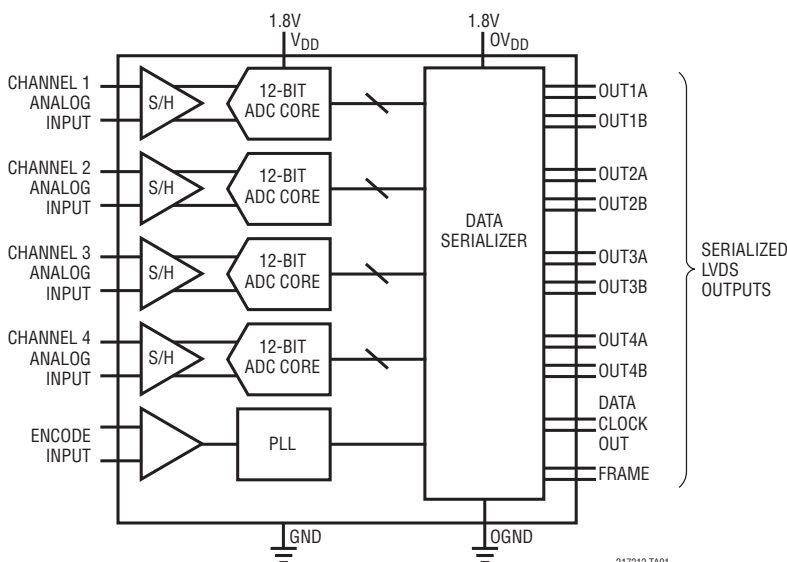 1.8V
V_DD
1.8V
OV_DD
CHANNEL 1
ANALOG
INPUT
S/H
12-BIT
ADC CORE
OUT1A
OUT1B
CHANNEL 2
ANALOG
INPUT
S/H
12-BIT
ADC CORE
OUT2A
OUT2B
DATA
SERIALIZER
CHANNEL 3
ANALOG
INPUT
S/H
12-BIT
ADC CORE
OUT3A
OUT3B
SERIALIZED
LVDS
OUTPUTS
CHANNEL 4
ANALOG
INPUT
S/H
12-BIT
ADC CORE
OUT4A
OUT4B
ENCODE
INPUT
PLL
DATA
CLOCK
OUT
FRAME
GND
OGND